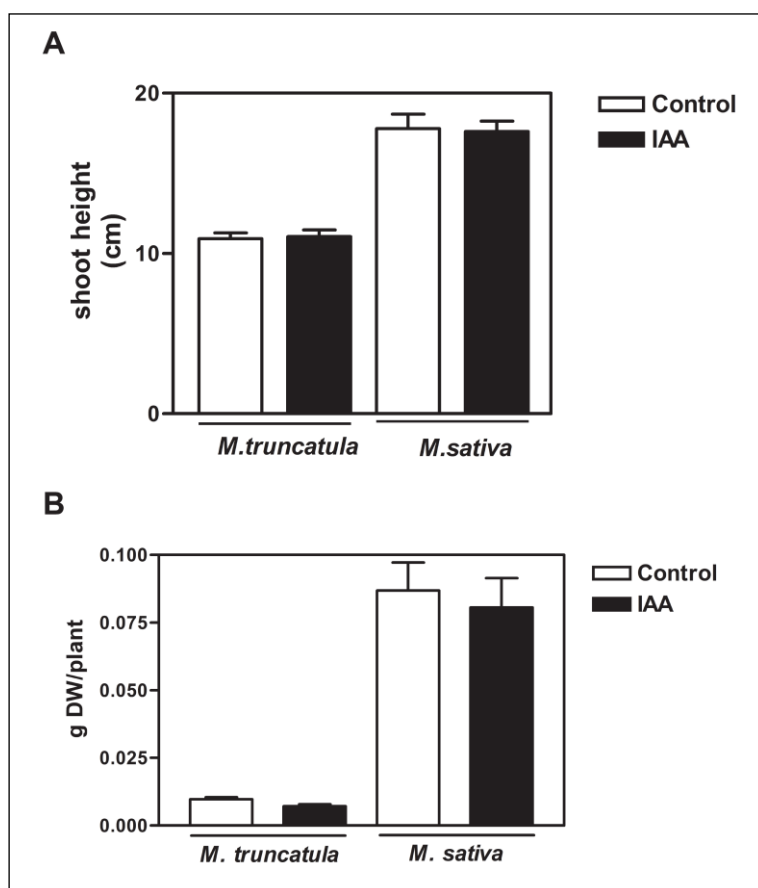 A
20
10
0
shoot height
(cm)
Control
IAA
M.truncatula M.sativa
B
0.100
0.075
0.050
0.025
0.000
g DW/plant
Control
IAA
M. truncatula M. sativa